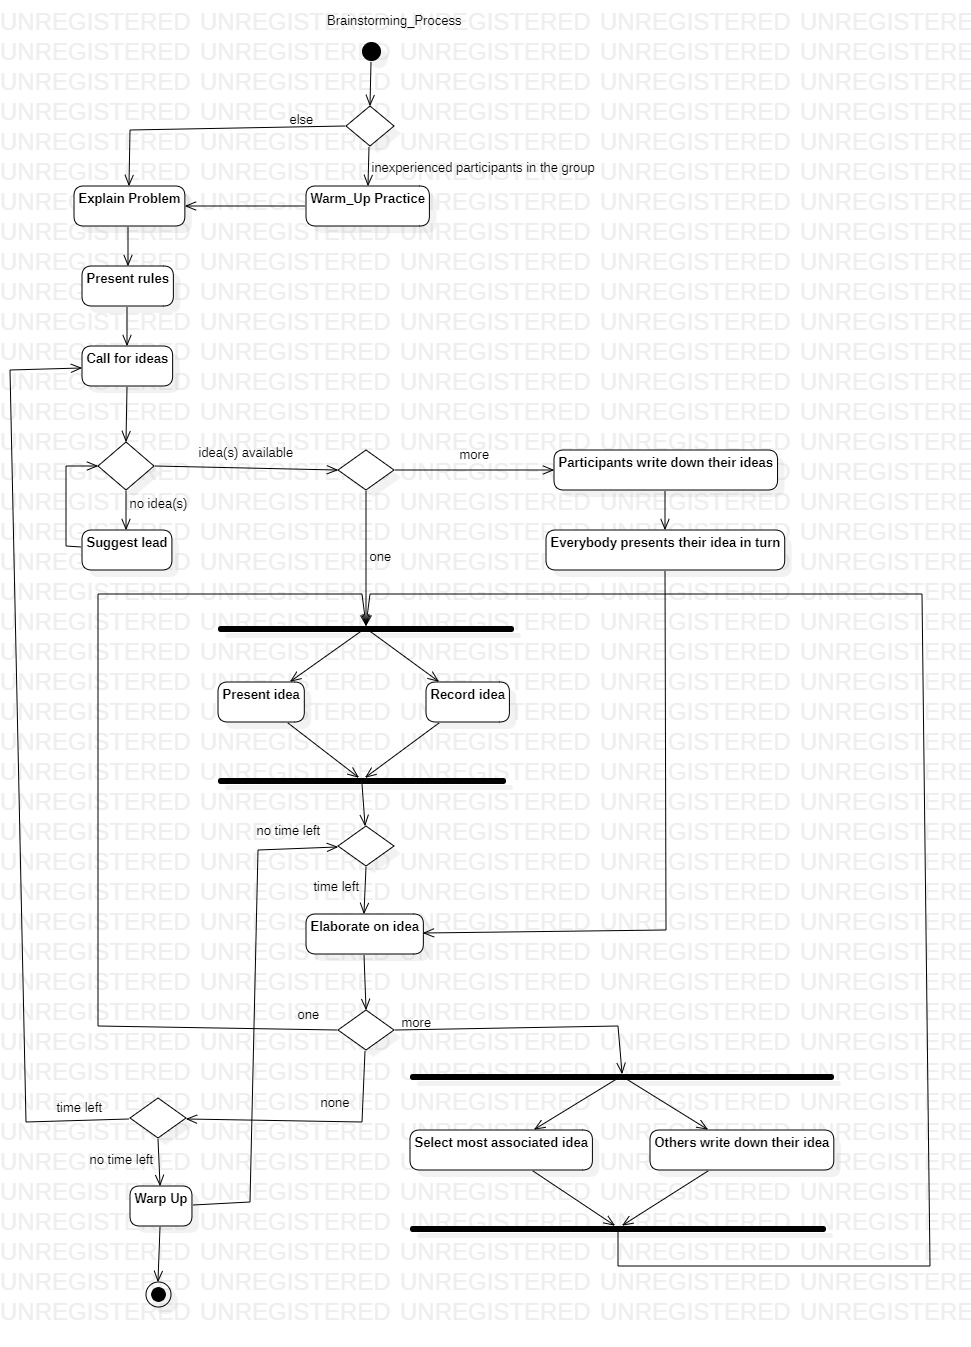 Brainstorming_Process
else
inexperienced participants in the group
Explain Problem
Warm_Up Practice
Present rules
Call for ideas
idea(s) available
more
Participants write down their ideas
no idea(s)
Suggest lead
Everybody presents their idea in turn
one
Present idea
Record idea
no time left
time left
Elaborate on idea
one
more
none
time left
Select most associated idea
Others write down their idea
no time left
Warp Up
UNREGISTERED